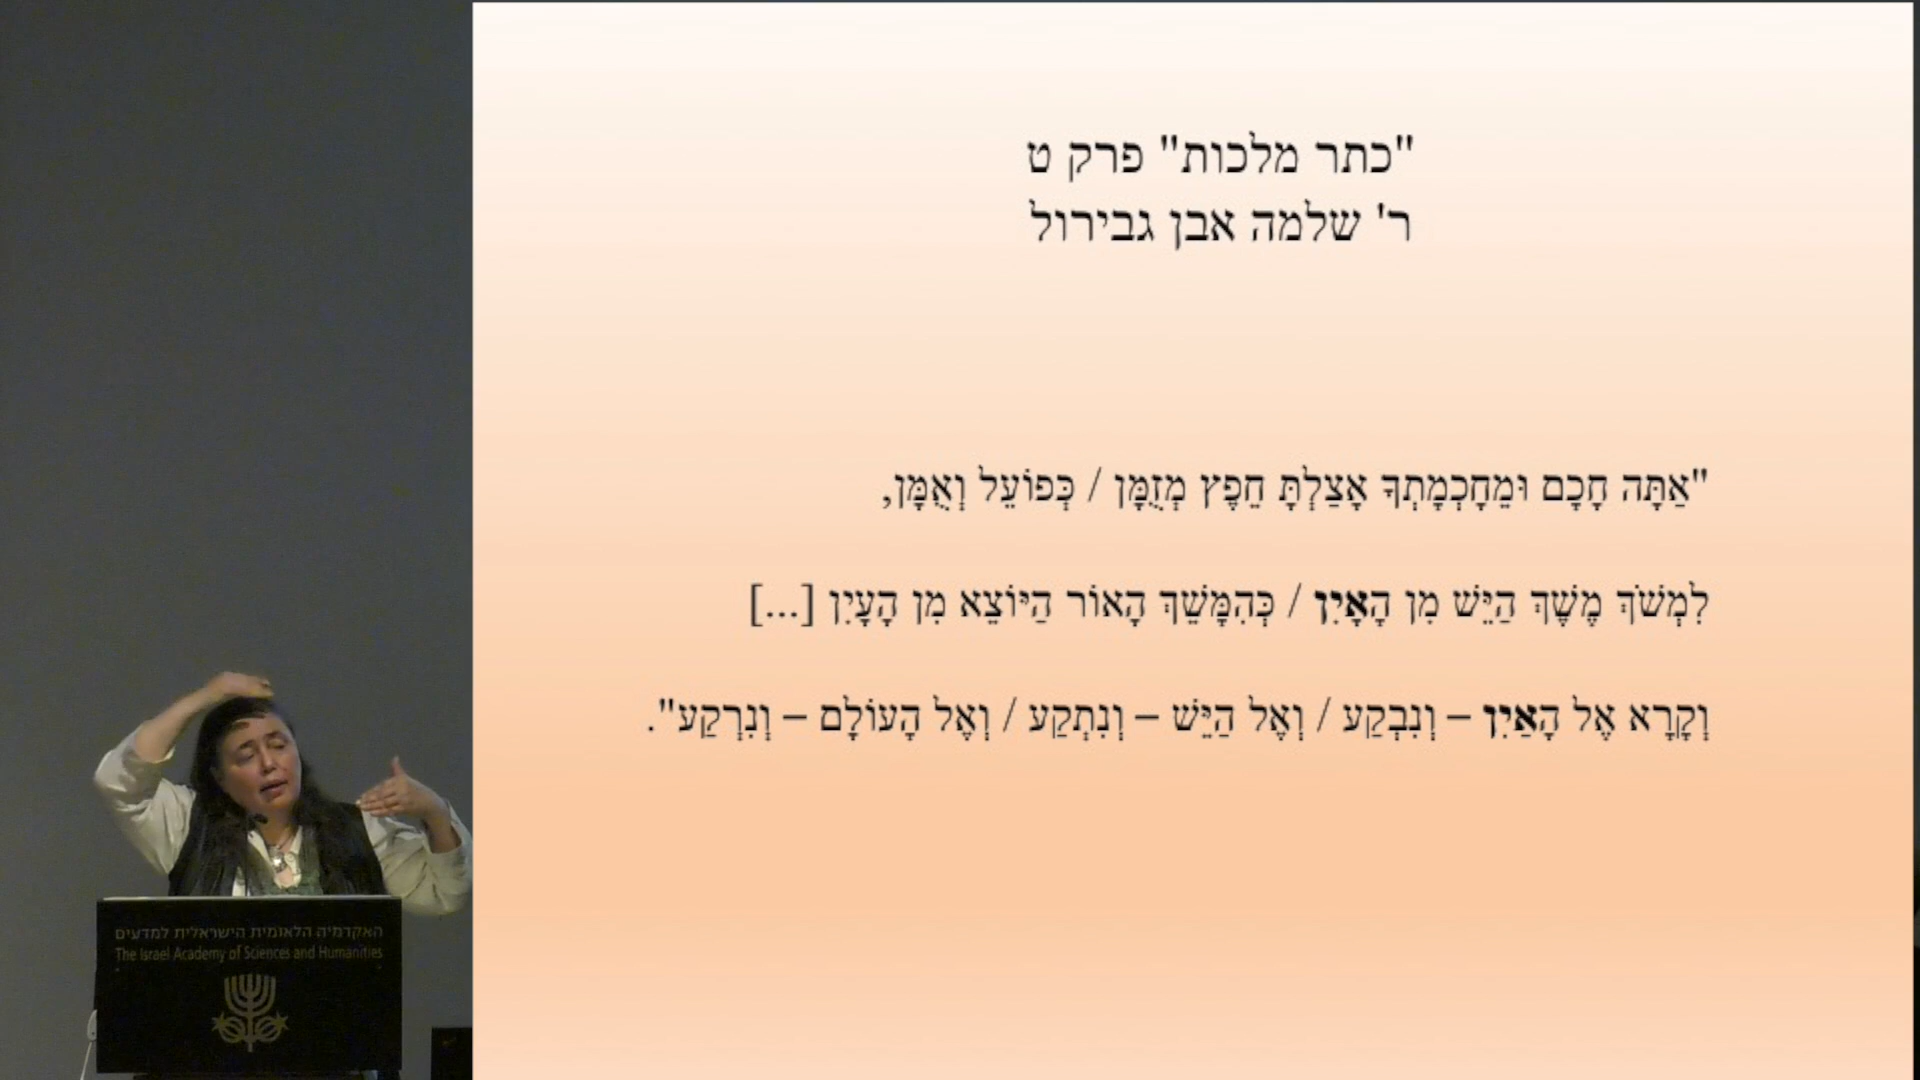 "כתר מלכות" פרק ט
ר' שלמה אבן גבירול
"אַתָּה חָכָם וּמֵחָכְמָתְךָ אָצַלְתָּ חֵפֶץ מְזֻמָּן / כְּפוֹעֵל וְאֻמָּן,
לִמְשֹׁךְ מֶשֶׁךְ הַיֵּשׁ מִן הָאָיִן / כְּהִמָּשֵׁךְ הָאוֹר הַיּוֹצֵא מִן הָעָיִן [...]
וְקָרָא אֶל הָאַיִן – וְנִבְקַע / וְאֶל הַיֵּשׁ – וְנִתְקַע / וְאֶל הָעוֹלָם – וְנִרְקַע".
האקדמיה הלאומית הישראלית למדעים
The Israel Academy of Sciences and Humanities